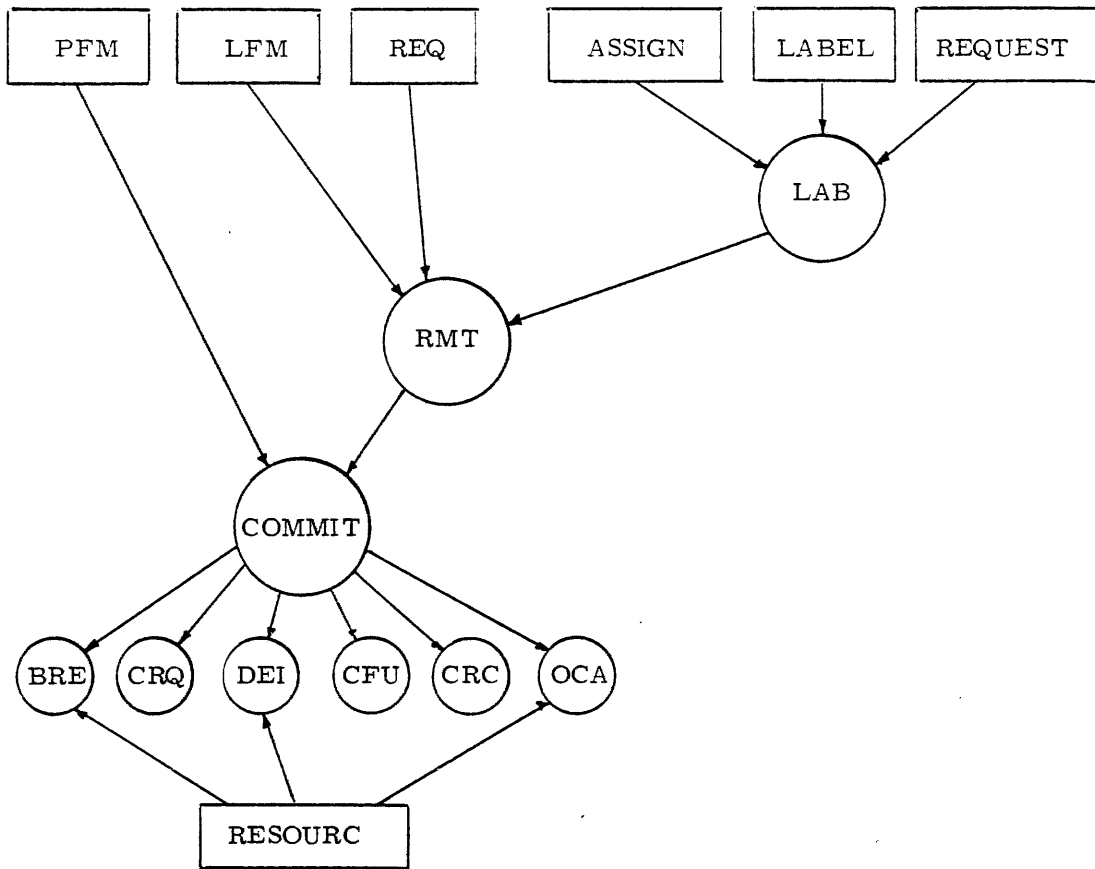 PFM
LFM
REQ
ASSIGN
LABEL
REQUEST
LAB
RMT
COMMIT
BRE
CRQ
DEI
CFU
CRC
OCA
RESOURC